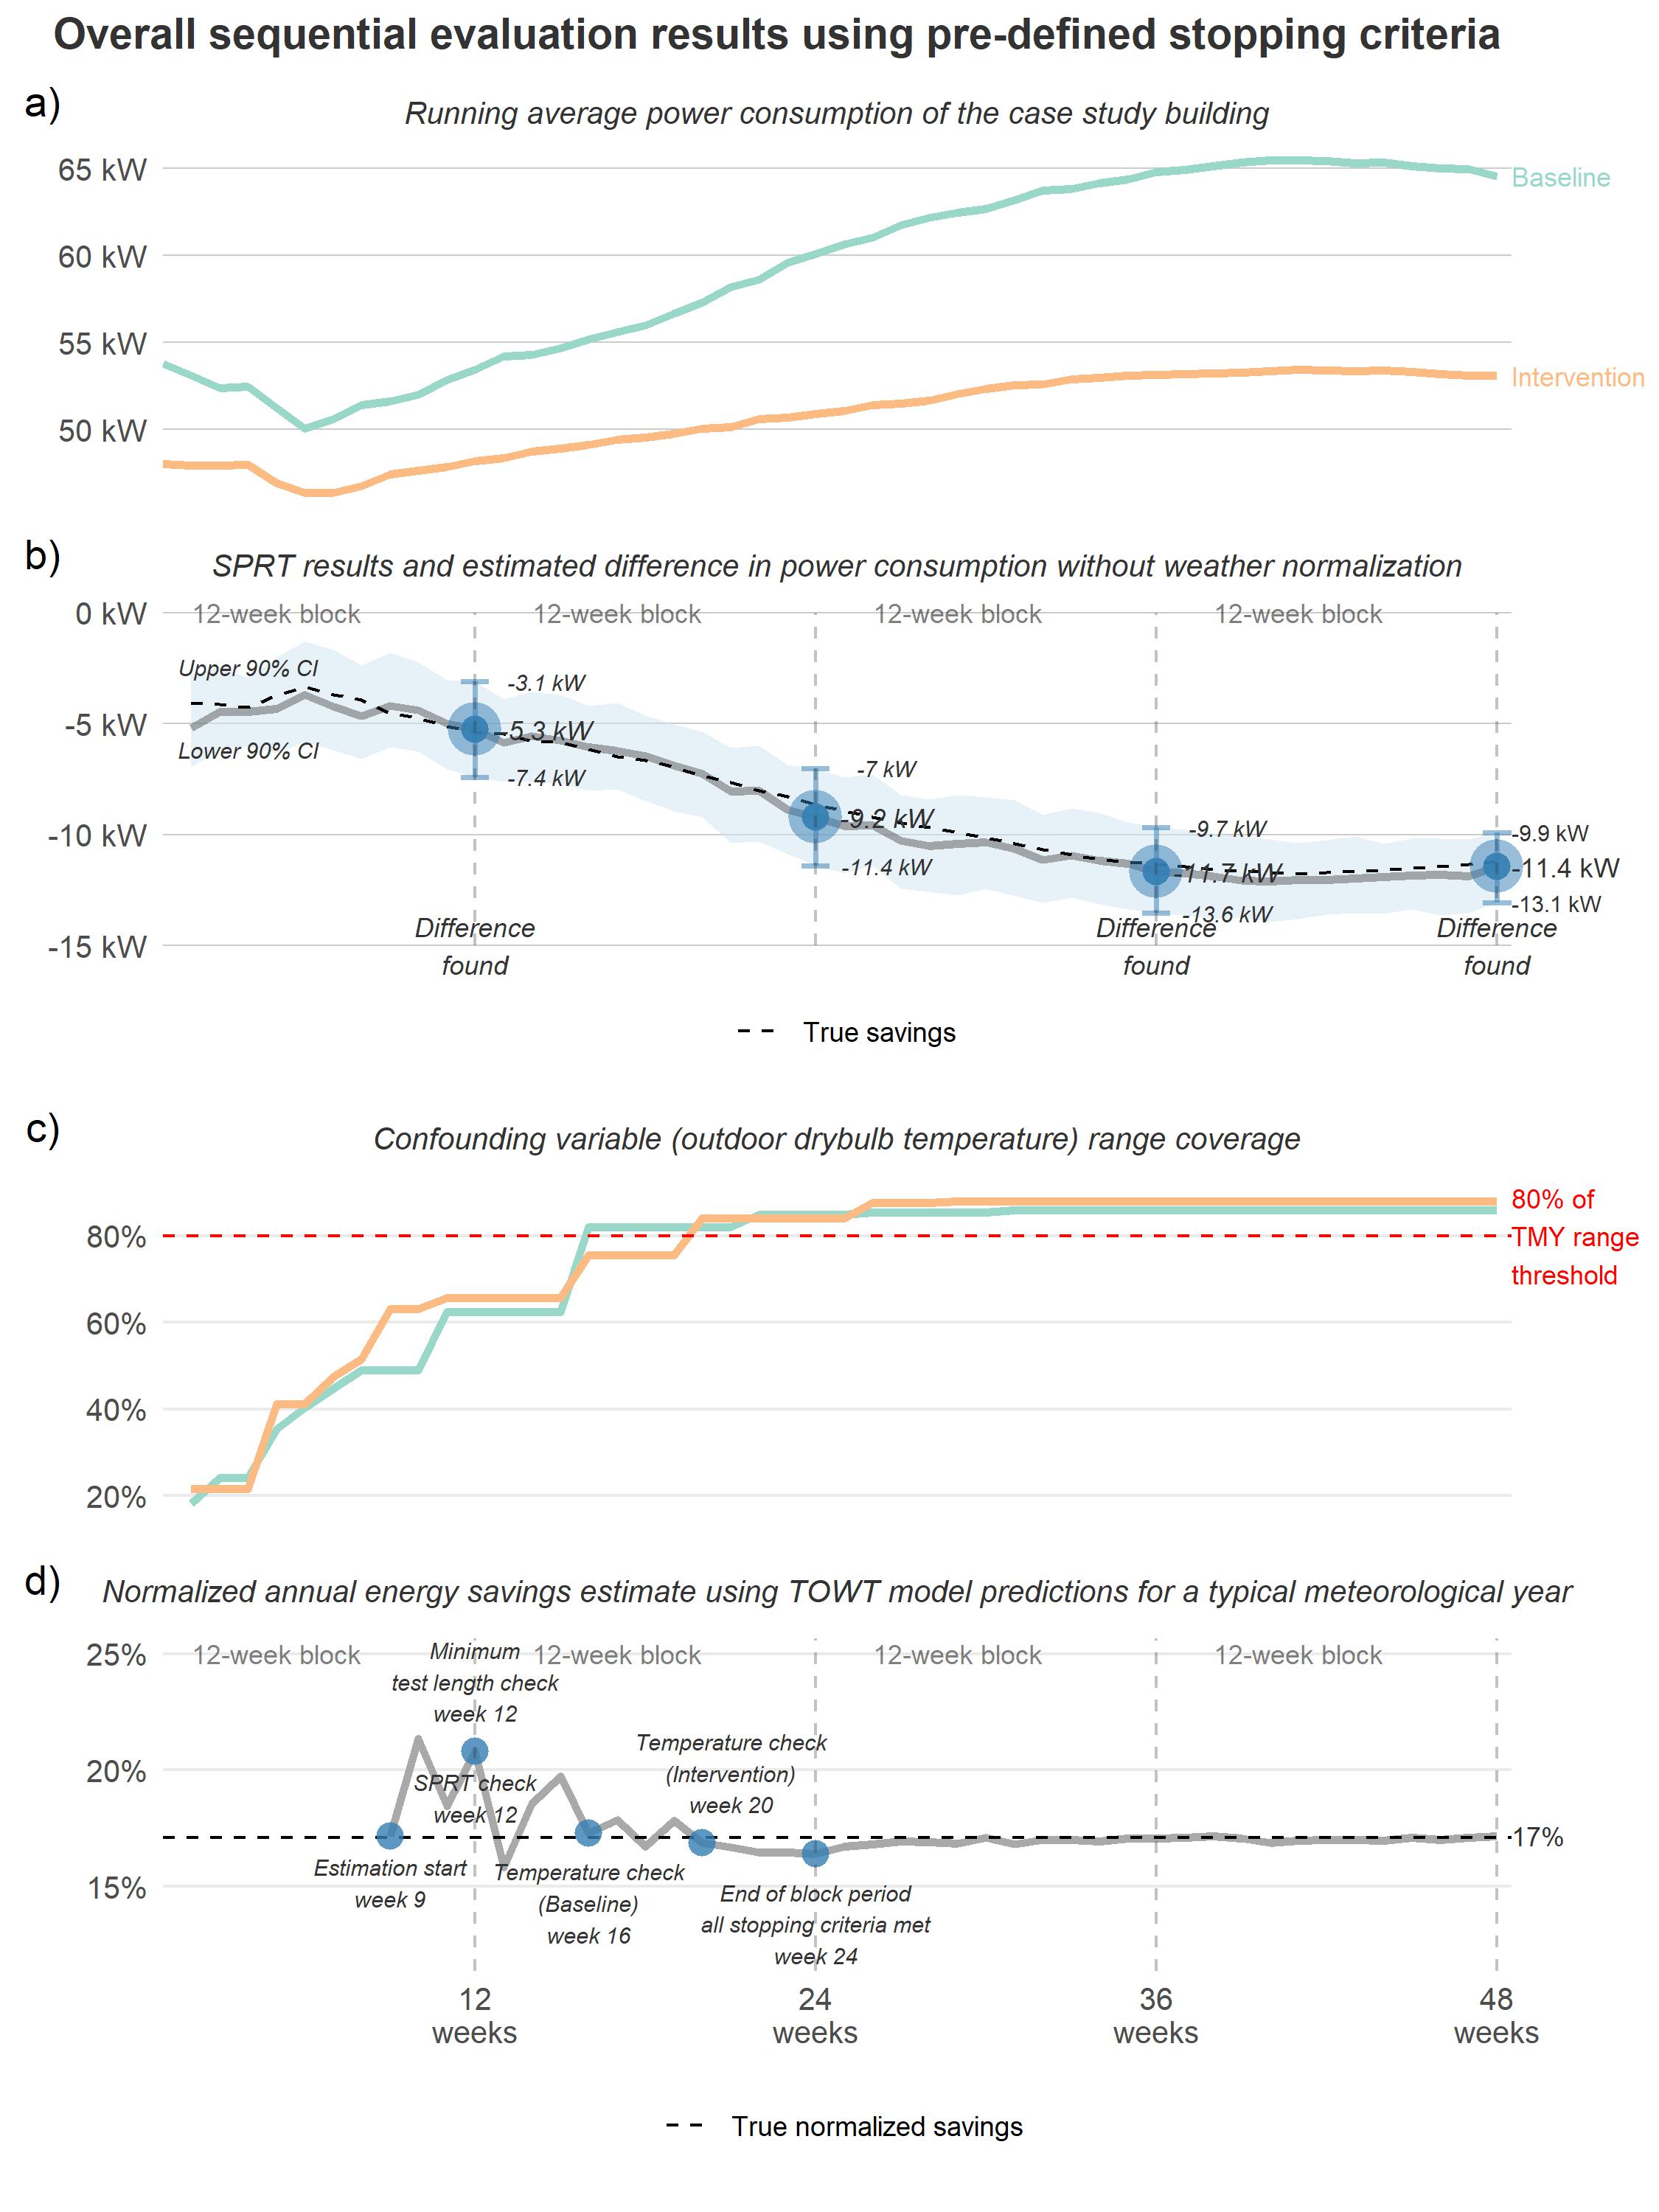 Overall sequential evaluation results using pre-defined stopping criteria
a)
Running average power consumption of the case study building
65 kW
60 kW
55 kW
50 kW
Baseline
Intervention
b)
SPRT results and estimated difference in power consumption without weather normalization
0 kW
-5 kW
-10 kW
-15 kW
12-week block 12-week block 12-week block 12-week block
Upper 90% CI
Lower 90% CI
-3.1 kW
-5.3 kW
-7.4 kW
-7 kW
-9.2 kW
-11.4 kW
-9.7 kW
-11.7 kW
-13.6 kW
-9.9 kW
-11.4 kW
-13.1 kW
Difference
found
Difference
found
Difference
found
True savings
c)
Confounding variable (outdoor drybulb temperature) range coverage
80%
60%
40%
20%
80% of
TMY range
threshold
d)
Normalized annual energy savings estimate using TOWT model predictions for a typical meteorological year
25%
20%
15%
12-week block 12-week block 12-week block 12-week block
Minimum
test length check
week 12
SPRT check
week 12
Estimation start
week 9
Temperature check
(Baseline)
week 16
Temperature check
(Intervention)
week 20
End of block period
all stopping criteria met
week 24
17%
12
weeks
24
weeks
36
weeks
48
weeks
True normalized savings